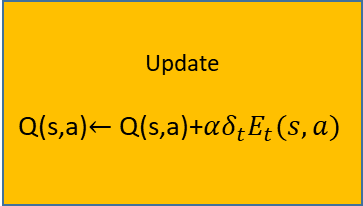 Update
Q(s,a)← Q(s,a)+𝛼𝛿ₜ𝐸ₜ(𝑠, 𝑎)